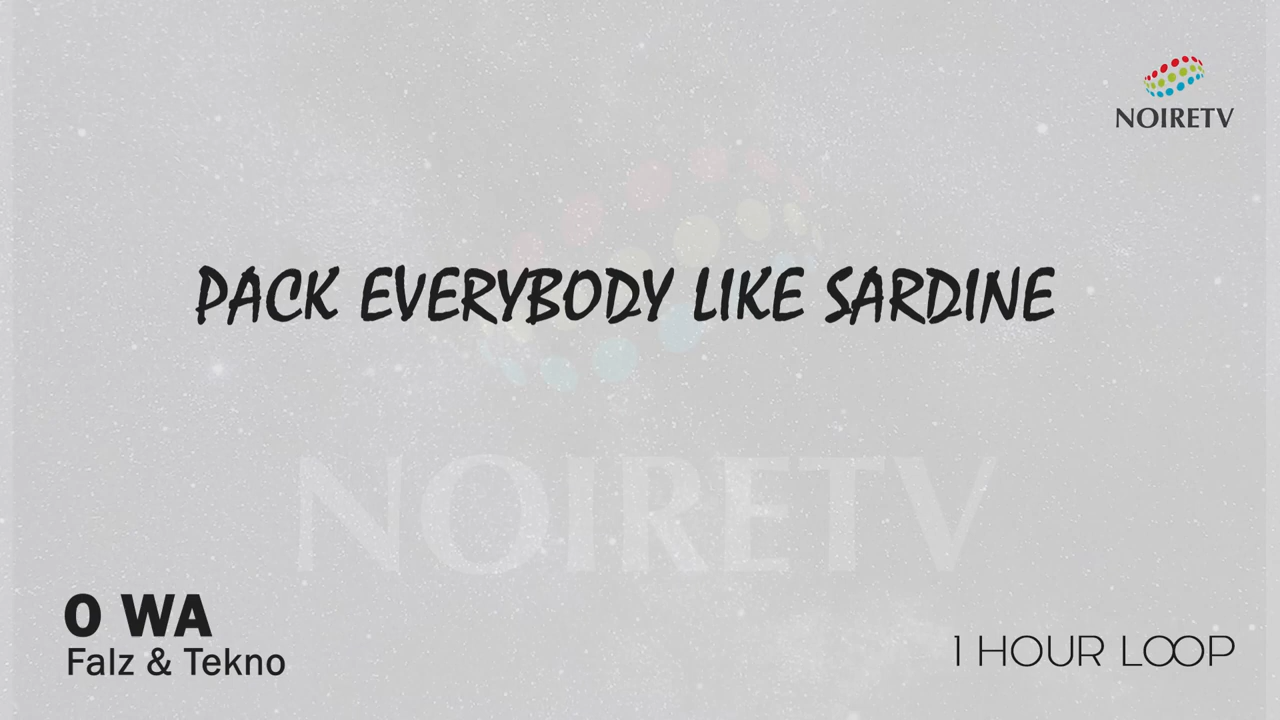 NOIRETV
PACK EVERYBODY LIKE SARDINE
NOIRETV
O WA
Falz & Tekno
1 HOUR LOOP